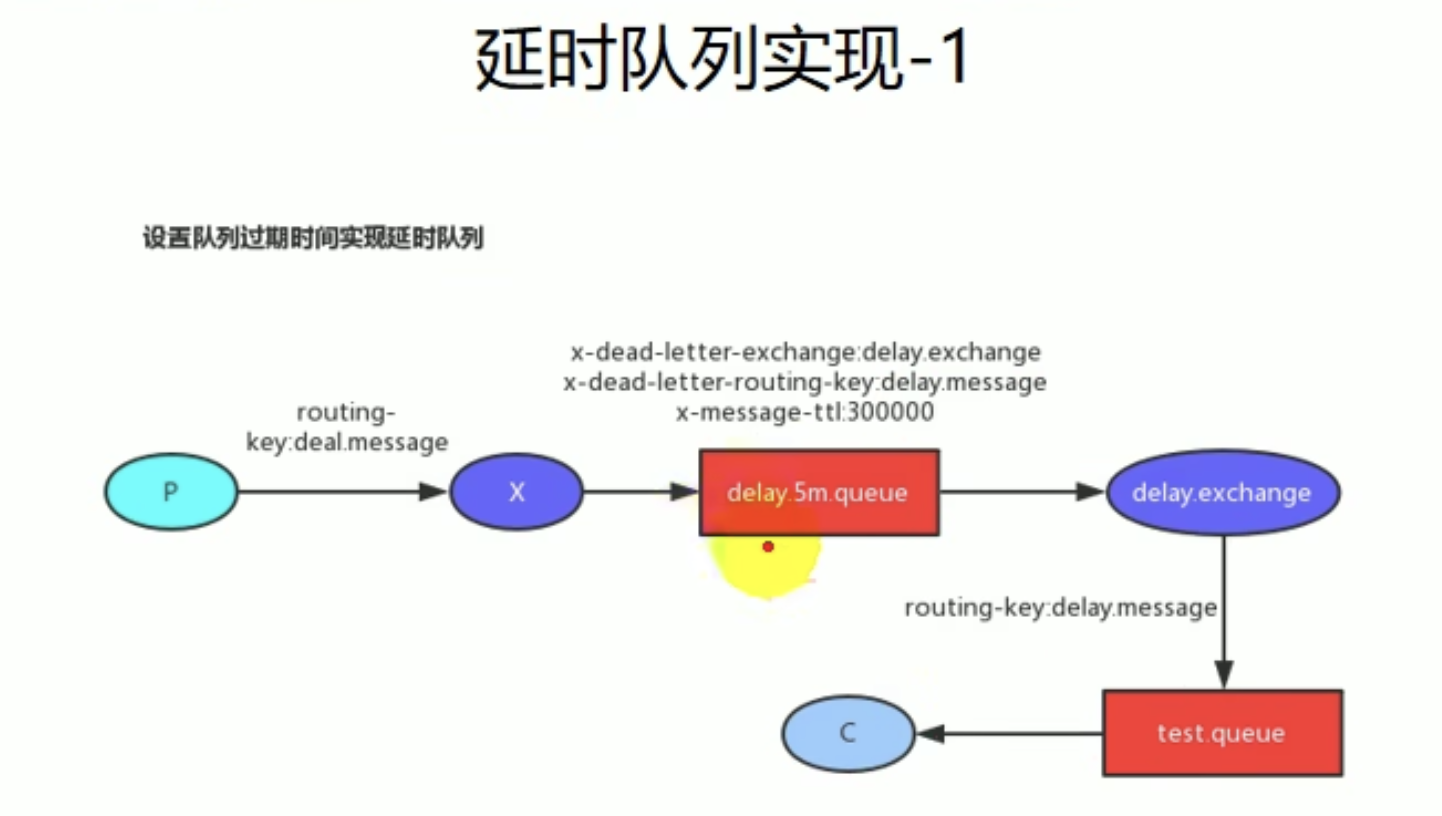 延时队列实现-1
设置队列过期时间实现延时队列
x-dead-letter-exchange:delay.exchange
x-dead-letter-routing-key:delay.message
x-message-ttl:300000
routing-
key:deal.message
P
X
delay.5m.queue
delay.exchange
routing-key:delay.message
C
test.queue